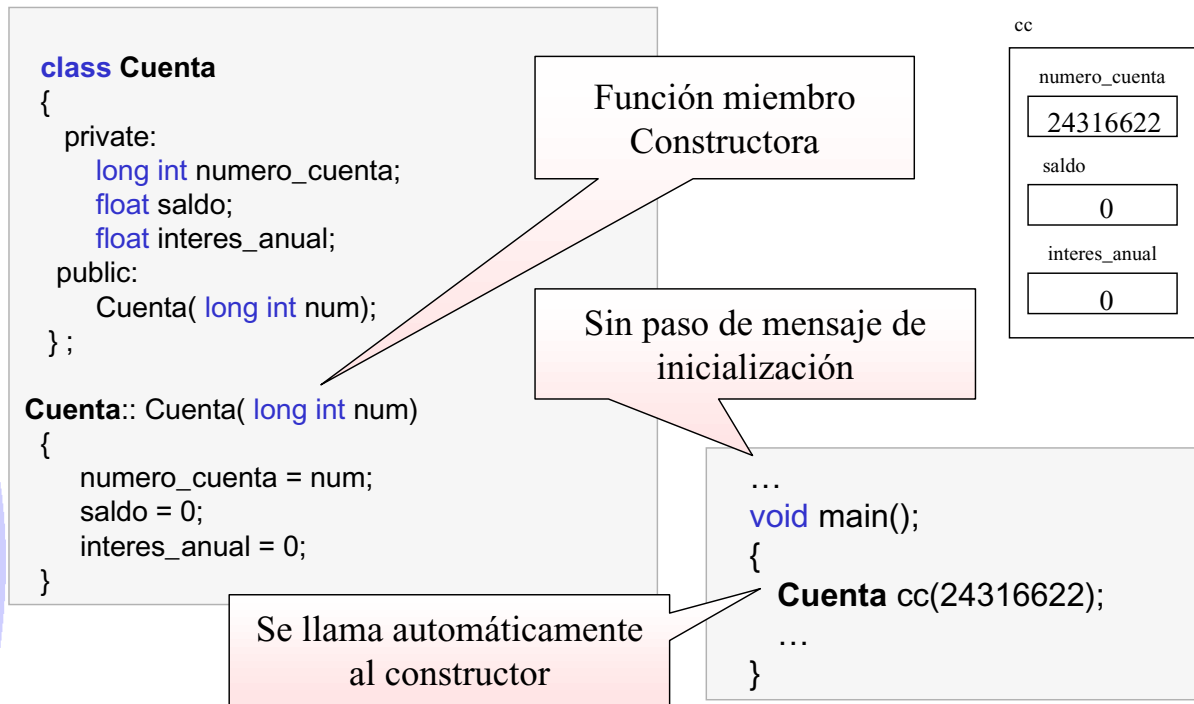 class Cuenta
{
private:
long int numero_cuenta;
float saldo;
float interes_anual;
public:
Cuenta( long int num);
} ;
Cuenta:: Cuenta( long int num)
{
numero_cuenta = num;
saldo = 0;
interes_anual = 0;
}
Función miembro
Constructora
cc
numero_cuenta
24316622
saldo
0
interes_anual
0
Sin paso de mensaje de
inicialización
…
void main();
{
Cuenta cc(24316622);
…
}
Se llama automáticamente
al constructor